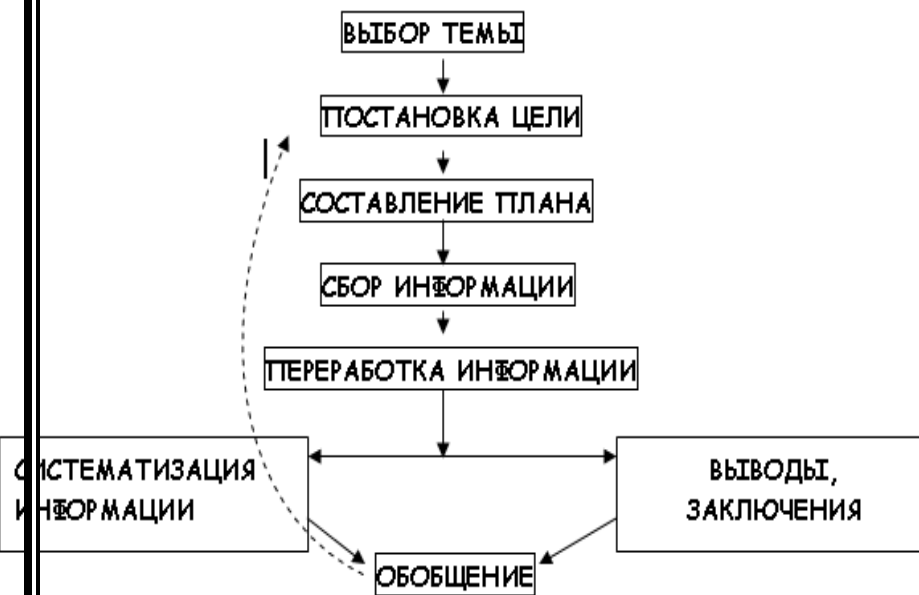 ВЫБОР ТЕМЫ
ПОСТАНОВКА ЦЕЛИ
СОСТАВЛЕНИЕ ПЛАНА
СБОР ИНФОРМАЦИИ
ПЕРЕРАБОТКА ИНФОРМАЦИИ
СИСТЕМАТИЗАЦИЯ
ИНФОРМАЦИИ
ВЫВОДЫ,
ЗАКЛЮЧЕНИЯ
ОБОБЩЕНИЕ